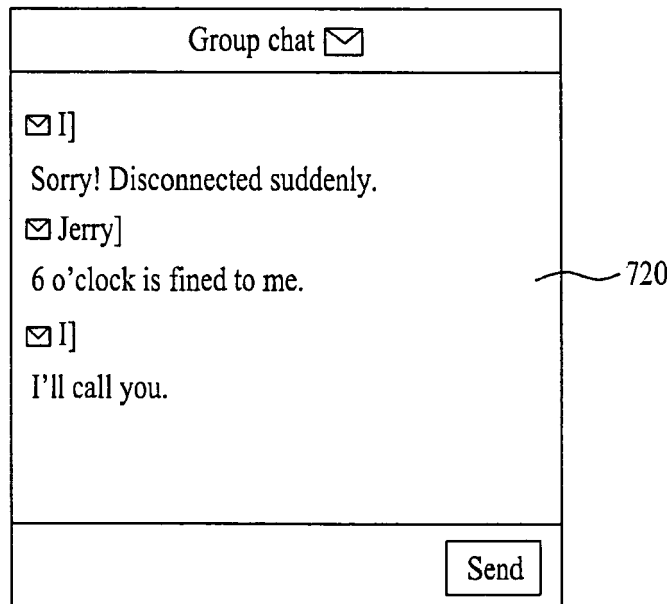 Group chat
I]
Sorry! Disconnected suddenly.
Jerry]
6 o'clock is fined to me.
720
I]
I'll call you.
Send